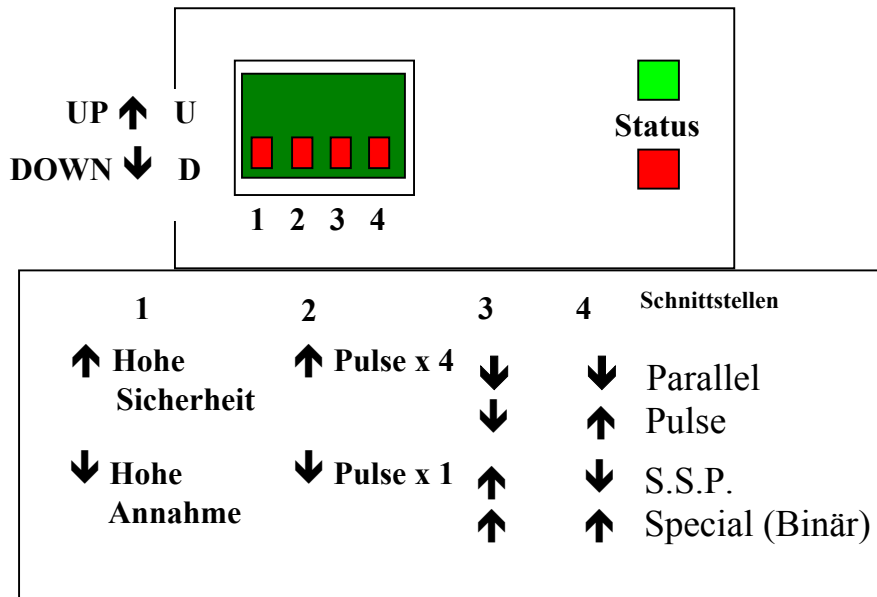 UP ↑ U
Status
DOWN ↓ D
1 2 3 4
1 2 3 4 Schnittstellen
↑ Hohe Sicherheit ↑ Pulse x 4 ↓ ↓ Parallel
↓ ↑ Pulse
↓ Hohe Annahme ↓ Pulse x 1 ↑ ↓ S.S.P.
↑ ↑ Special (Binär)